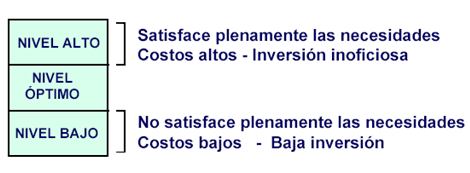 NIVEL ALTO
Satisface plenamente las necesidades
Costos altos - Inversión inoficiosa
NIVEL
ÓPTIMO
NIVEL BAJO
No satisface plenamente las necesidades
Costos bajos - Baja inversión